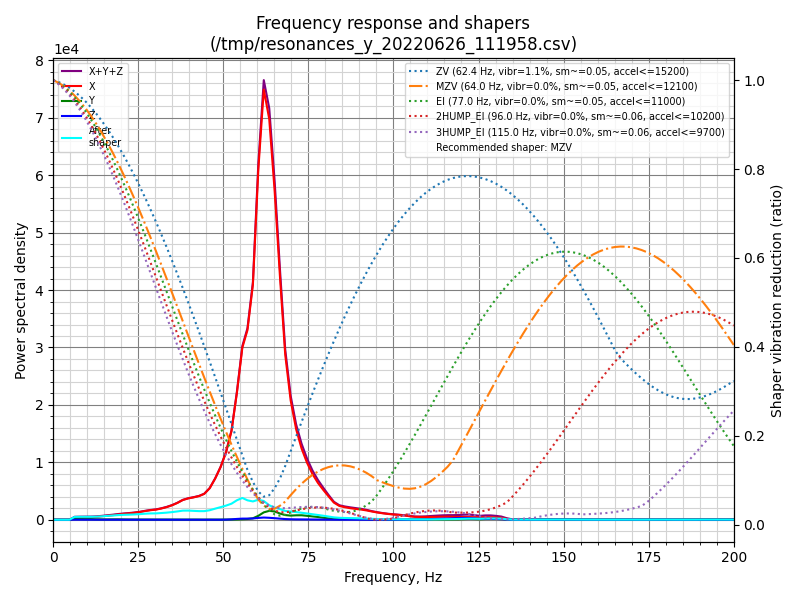 Frequency response and shapers
(/tmp/resonances_y_20220626_111958.csv)
1e4
8
7
6
5
4
3
2
1
0
Power spectral density
X+Y+Z
X
Y
Z
After
shaper
ZV (62.4 Hz, vibr=1.1%, sm~=0.05, accel<=15200)
MZV (64.0 Hz, vibr=0.0%, sm~=0.05, accel<=12100)
EI (77.0 Hz, vibr=0.0%, sm~=0.05, accel<=11000)
2HUMP_EI (96.0 Hz, vibr=0.0%, sm~=0.06, accel<=10200)
3HUMP_EI (115.0 Hz, vibr=0.0%, sm~=0.06, accel<=9700)
Recommended shaper: MZV
1.0
0.8
0.6
0.4
0.2
0.0
Shaper vibration reduction (ratio)
0 25 50 75 100 125 150 175 200
Frequency, Hz